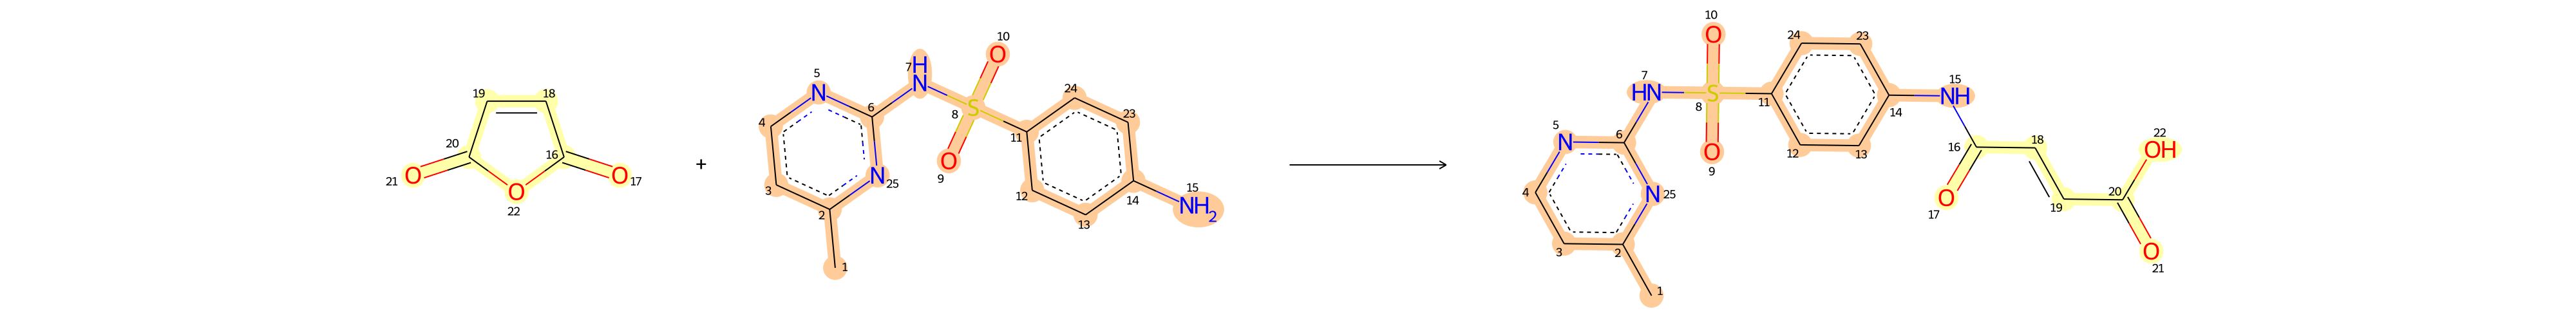 O 21 20 19 18 16 O 17 O 22
+
1 2 3 4 5 N 6 N 25 7 H N S 8 O 9 O 10 11 12 13 14 23 24 15 NH2
1 2 3 4 5 N 6 N 25 7 HN S 8 O 9 O 10 11 12 13 14 23 24 15 NH 16 O 17 18 19 20 O 21 22 OH